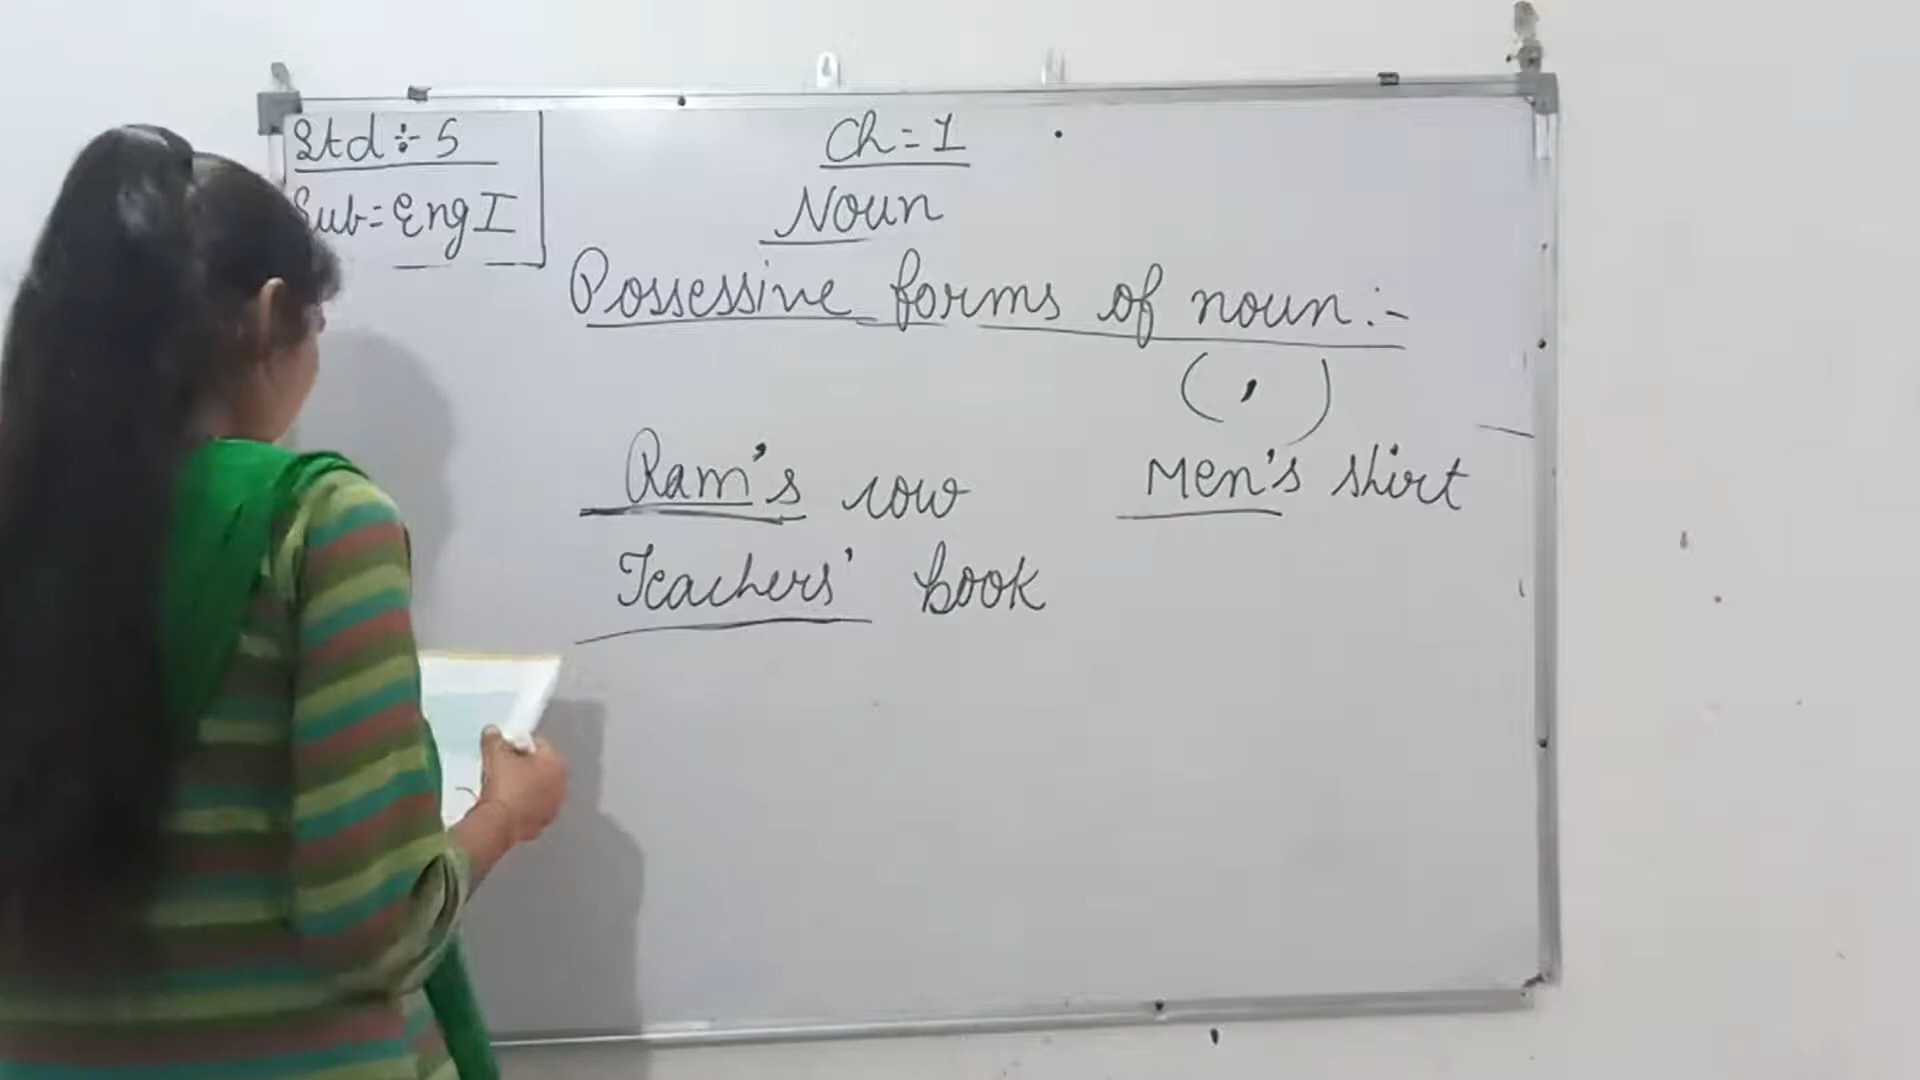 Std ÷ 5
Sub = Eng I
Ch = 1
Noun
Possessive forms of noun :-
( ' )
Ram's cow
Men's shirt
Teachers' book